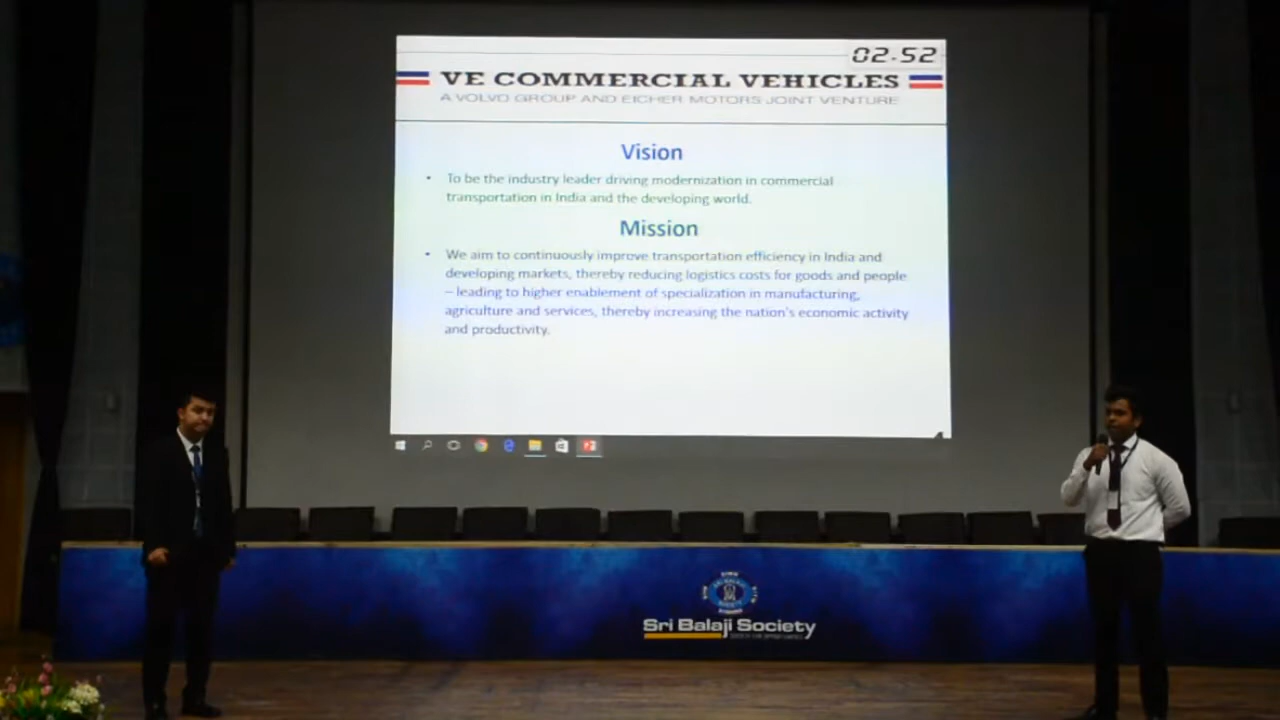 02:52
VE COMMERCIAL VEHICLES
A VOLVO GROUP AND EICHER MOTORS JOINT VENTURE
Vision
• To be the industry leader driving modernization in commercial
transportation in India and the developing world.
Mission
• We aim to continuously improve transportation efficiency in India and
developing markets, thereby reducing logistics costs for goods and people
– leading to higher enablement of specialization in manufacturing,
agriculture and services, thereby increasing the nation's economic activity
and productivity.
Sri Balaji Society